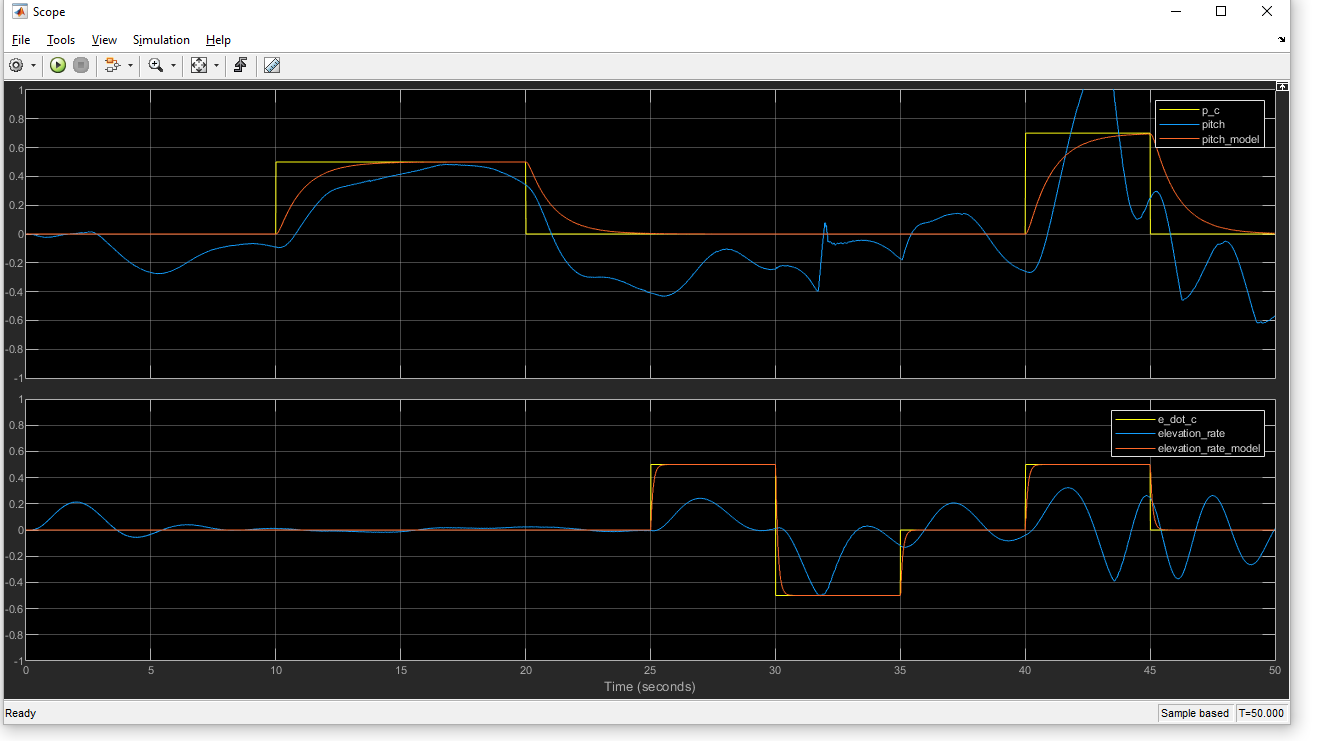 Scope
File Tools View Simulation Help
1
0.8
0.6
0.4
0.2
0
-0.2
-0.4
-0.6
-0.8
-1
p_c
pitch
pitch_model
1
0.8
0.6
0.4
0.2
0
-0.2
-0.4
-0.6
-0.8
-1
e_dot_c
elevation_rate
elevation_rate_model
0 5 10 15 20 25 30 35 40 45 50
Time (seconds)
Ready Sample based T=50.000